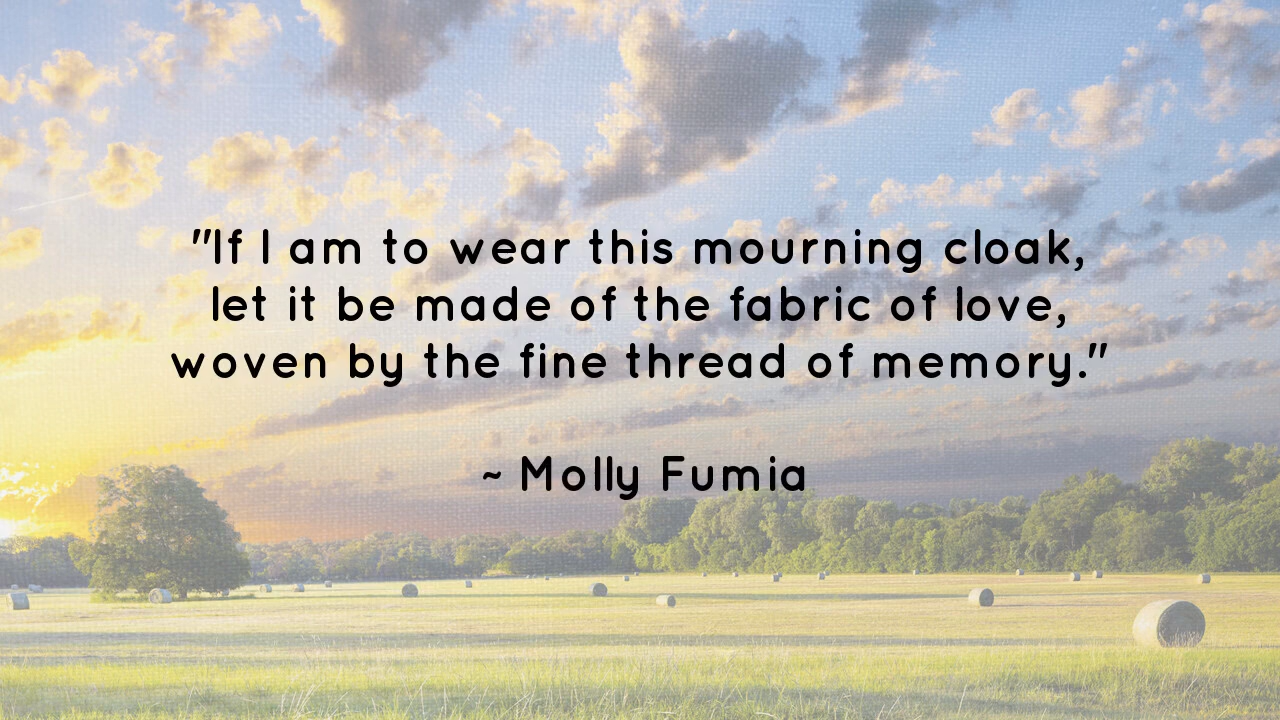 "If I am to wear this mourning cloak,
let it be made of the fabric of love,
woven by the fine thread of memory."
~ Molly Fumia